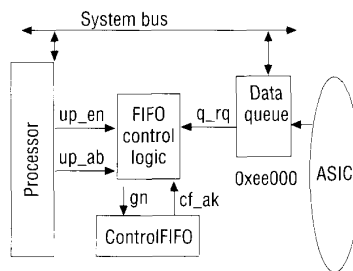 System bus
Processor
up_en
up_ab
FIFO
control
logic
q_rq
Data
queue
0xee000
ASIC
gn
cf_ak
ControlFIFO